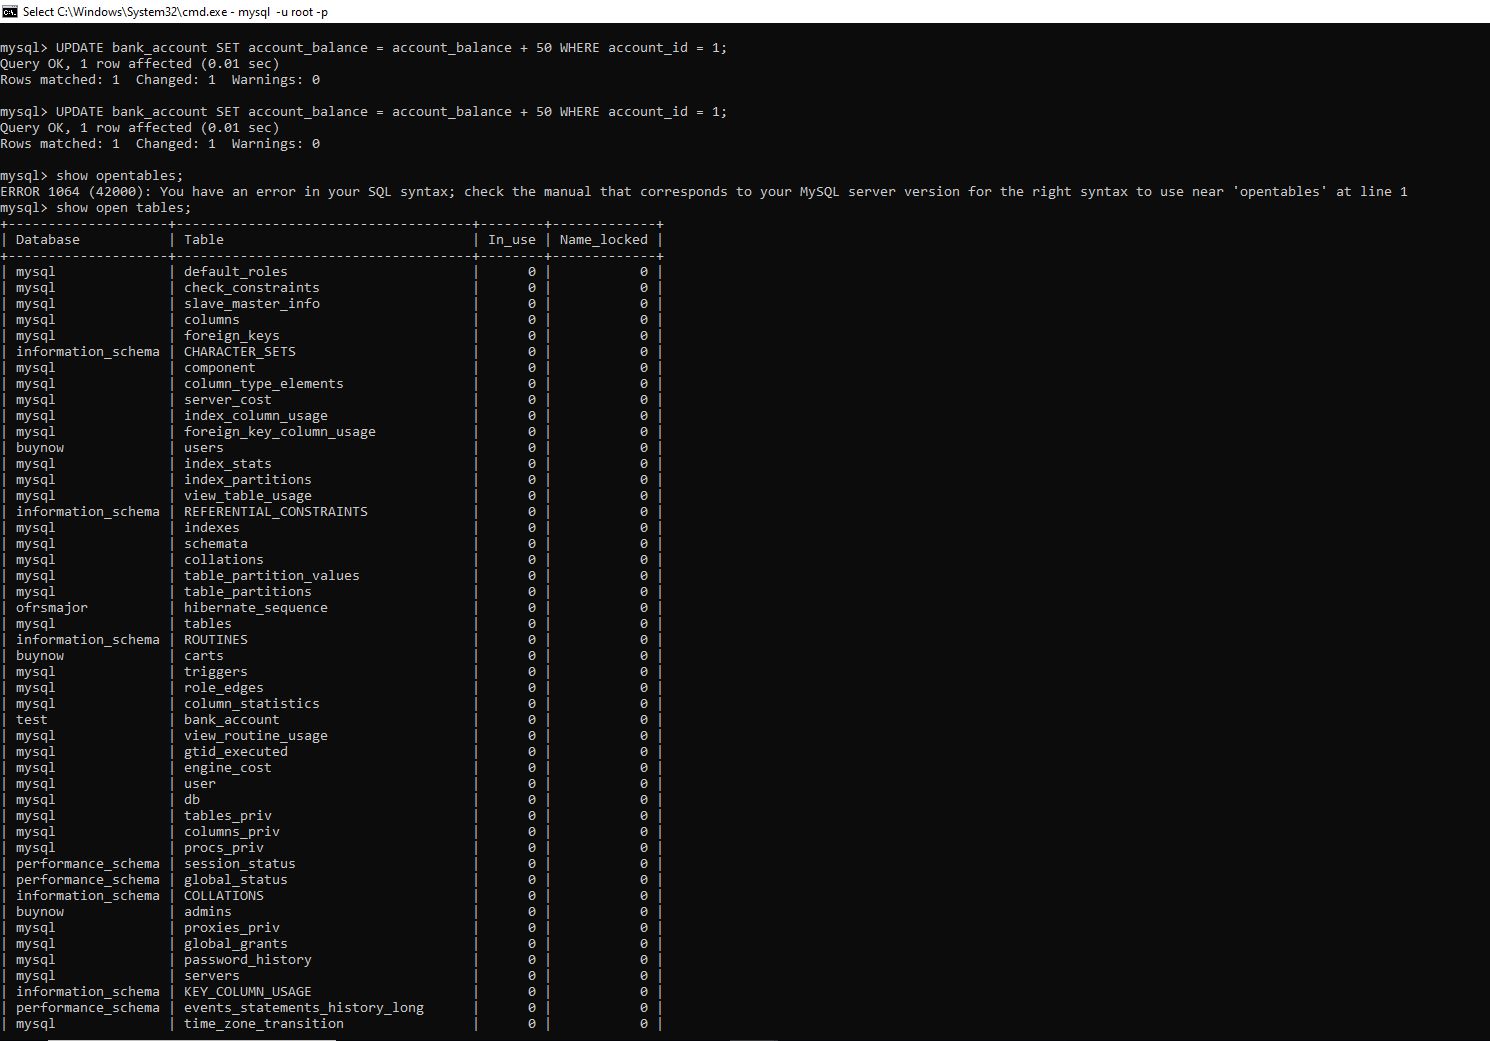 Select C:\Windows\System32\cmd.exe - mysql  -u root -p
mysql> UPDATE bank_account SET account_balance = account_balance + 50 WHERE account_id = 1;
Query OK, 1 row affected (0.01 sec)
Rows matched: 1  Changed: 1  Warnings: 0
mysql> UPDATE bank_account SET account_balance = account_balance + 50 WHERE account_id = 1;
Query OK, 1 row affected (0.01 sec)
Rows matched: 1  Changed: 1  Warnings: 0
mysql> show opentables;
ERROR 1064 (42000): You have an error in your SQL syntax; check the manual that corresponds to your MySQL server version for the right syntax to use near 'opentables' at line 1
mysql> show open tables;
+--------------------+-------------------------------------+--------+-------------+
| Database           | Table                               | In_use | Name_locked |
+--------------------+-------------------------------------+--------+-------------+
| mysql              | default_roles                       |      0 |           0 |
| mysql              | check_constraints                   |      0 |           0 |
| mysql              | slave_master_info                   |      0 |           0 |
| mysql              | columns                             |      0 |           0 |
| mysql              | foreign_keys                        |      0 |           0 |
| information_schema | CHARACTER_SETS                      |      0 |           0 |
| mysql              | component                           |      0 |           0 |
| mysql              | column_type_elements                |      0 |           0 |
| mysql              | server_cost                         |      0 |           0 |
| mysql              | index_column_usage                  |      0 |           0 |
| mysql              | foreign_key_column_usage            |      0 |           0 |
| buynow             | users                               |      0 |           0 |
| mysql              | index_stats                         |      0 |           0 |
| mysql              | index_partitions                    |      0 |           0 |
| mysql              | view_table_usage                    |      0 |           0 |
| information_schema | REFERENTIAL_CONSTRAINTS             |      0 |           0 |
| mysql              | indexes                             |      0 |           0 |
| mysql              | schemata                            |      0 |           0 |
| mysql              | collations                          |      0 |           0 |
| mysql              | table_partition_values              |      0 |           0 |
| mysql              | table_partitions                    |      0 |           0 |
| ofrsmajor          | hibernate_sequence                  |      0 |           0 |
| mysql              | tables                              |      0 |           0 |
| information_schema | ROUTINES                            |      0 |           0 |
| buynow             | carts                               |      0 |           0 |
| mysql              | triggers                            |      0 |           0 |
| mysql              | role_edges                          |      0 |           0 |
| mysql              | column_statistics                   |      0 |           0 |
| test               | bank_account                        |      0 |           0 |
| mysql              | view_routine_usage                  |      0 |           0 |
| mysql              | gtid_executed                       |      0 |           0 |
| mysql              | engine_cost                         |      0 |           0 |
| mysql              | user                                |      0 |           0 |
| mysql              | db                                  |      0 |           0 |
| mysql              | tables_priv                         |      0 |           0 |
| mysql              | columns_priv                        |      0 |           0 |
| mysql              | procs_priv                          |      0 |           0 |
| performance_schema | session_status                      |      0 |           0 |
| performance_schema | global_status                       |      0 |           0 |
| information_schema | COLLATIONS                          |      0 |           0 |
| buynow             | admins                              |      0 |           0 |
| mysql              | proxies_priv                        |      0 |           0 |
| mysql              | global_grants                       |      0 |           0 |
| mysql              | password_history                    |      0 |           0 |
| mysql              | servers                             |      0 |           0 |
| information_schema | KEY_COLUMN_USAGE                    |      0 |           0 |
| performance_schema | events_statements_history_long      |      0 |           0 |
| mysql              | time_zone_transition                |      0 |           0 |